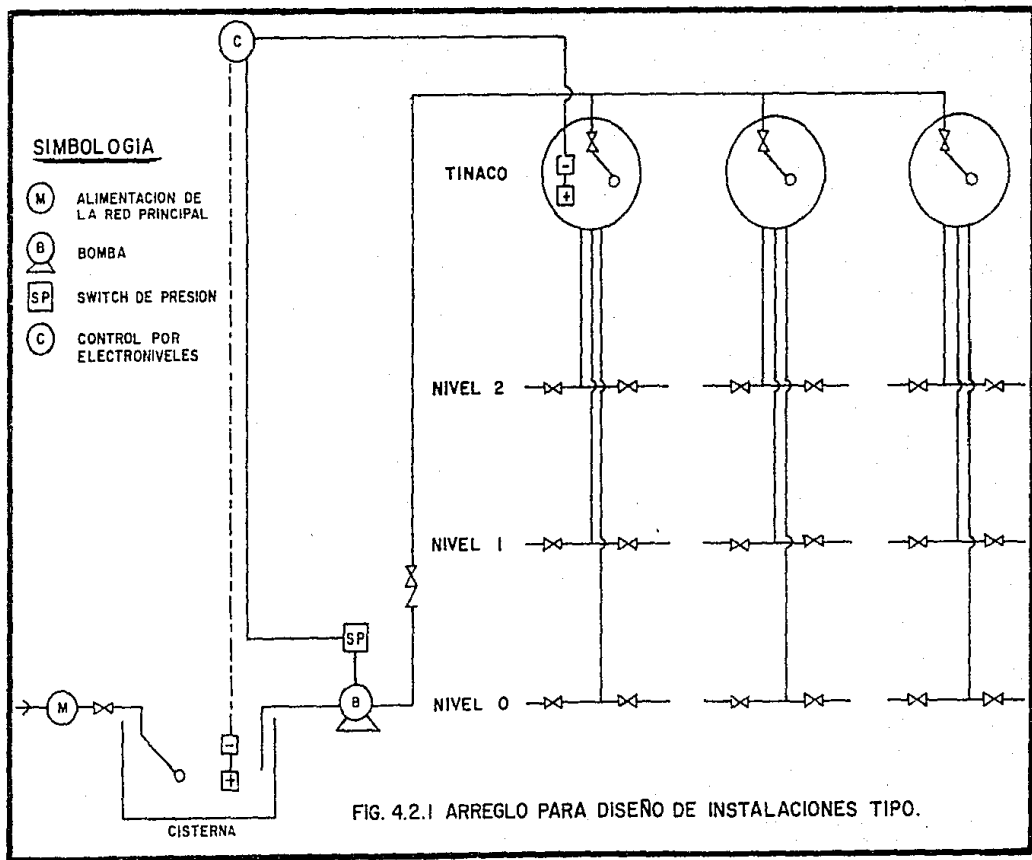 C
SIMBOLOGIA
M ALIMENTACION DE
LA RED PRINCIPAL
B BOMBA
SP SWITCH DE PRESION
C CONTROL POR
ELECTRONIVELES
TINACO
-
+
NIVEL 2
NIVEL 1
SP
M
B
NIVEL 0
-
+
CISTERNA
FIG. 4.2.1 ARREGLO PARA DISEÑO DE INSTALACIONES TIPO.